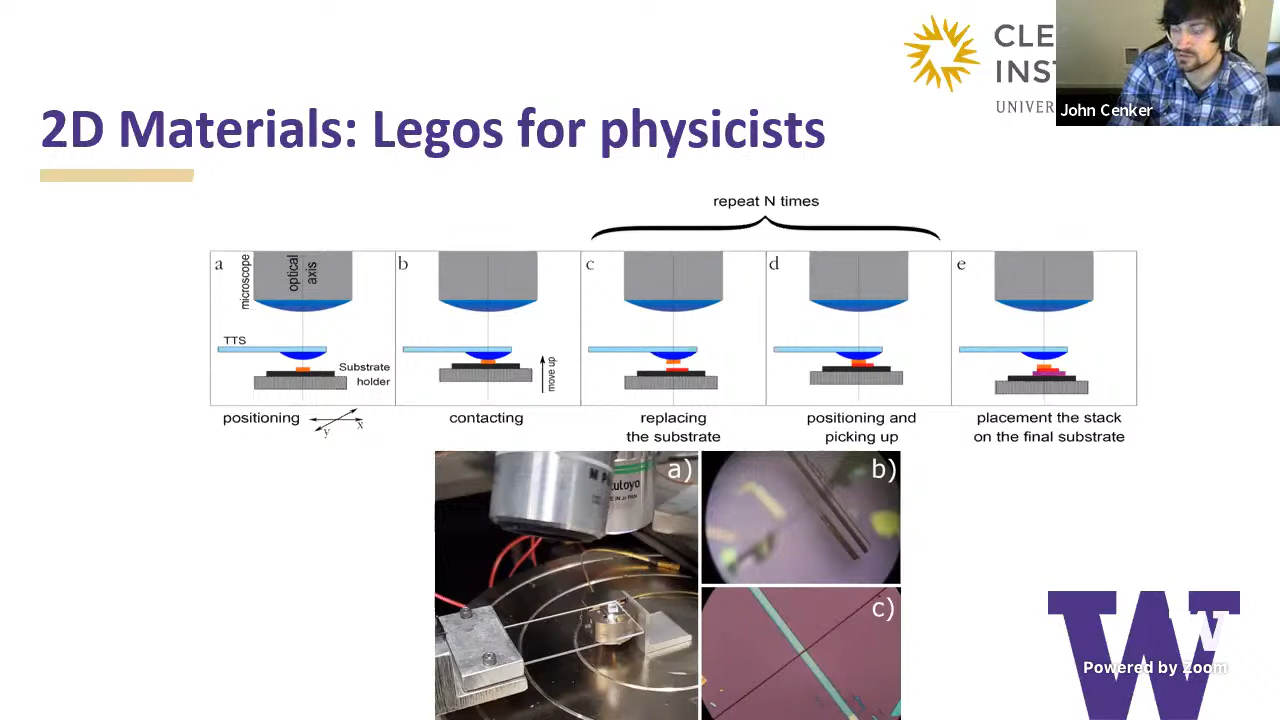 CLE
INST
UNIVER
John Cenker
2D Materials: Legos for physicists
repeat N times
a
b
c
d
e
microscope
optical
axis
TTS
Substrate
holder
move up
positioning
x
y
contacting
replacing
the substrate
positioning and
picking up
placement the stack
on the final substrate
a)
b)
c)
utoyo
W
Powered by Zoom